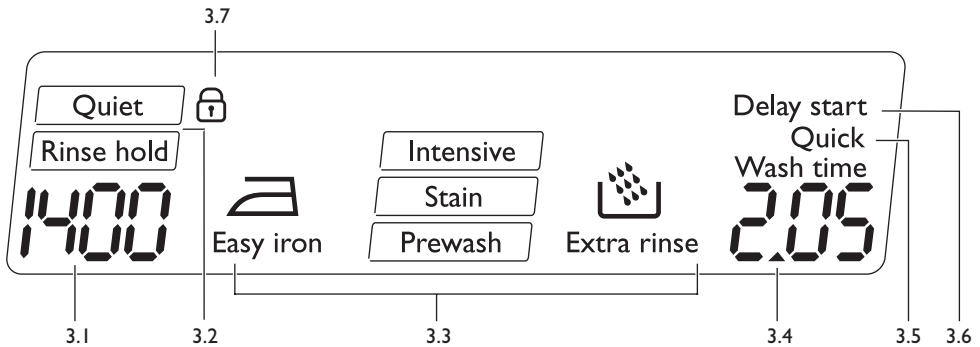 3.7
Quiet
Delay start
Quick
Rinse hold
Intensive
Wash time
Stain
1400
2.05
Easy iron
Prewash
Extra rinse
3.1
3.2
3.3
3.4
3.5
3.6